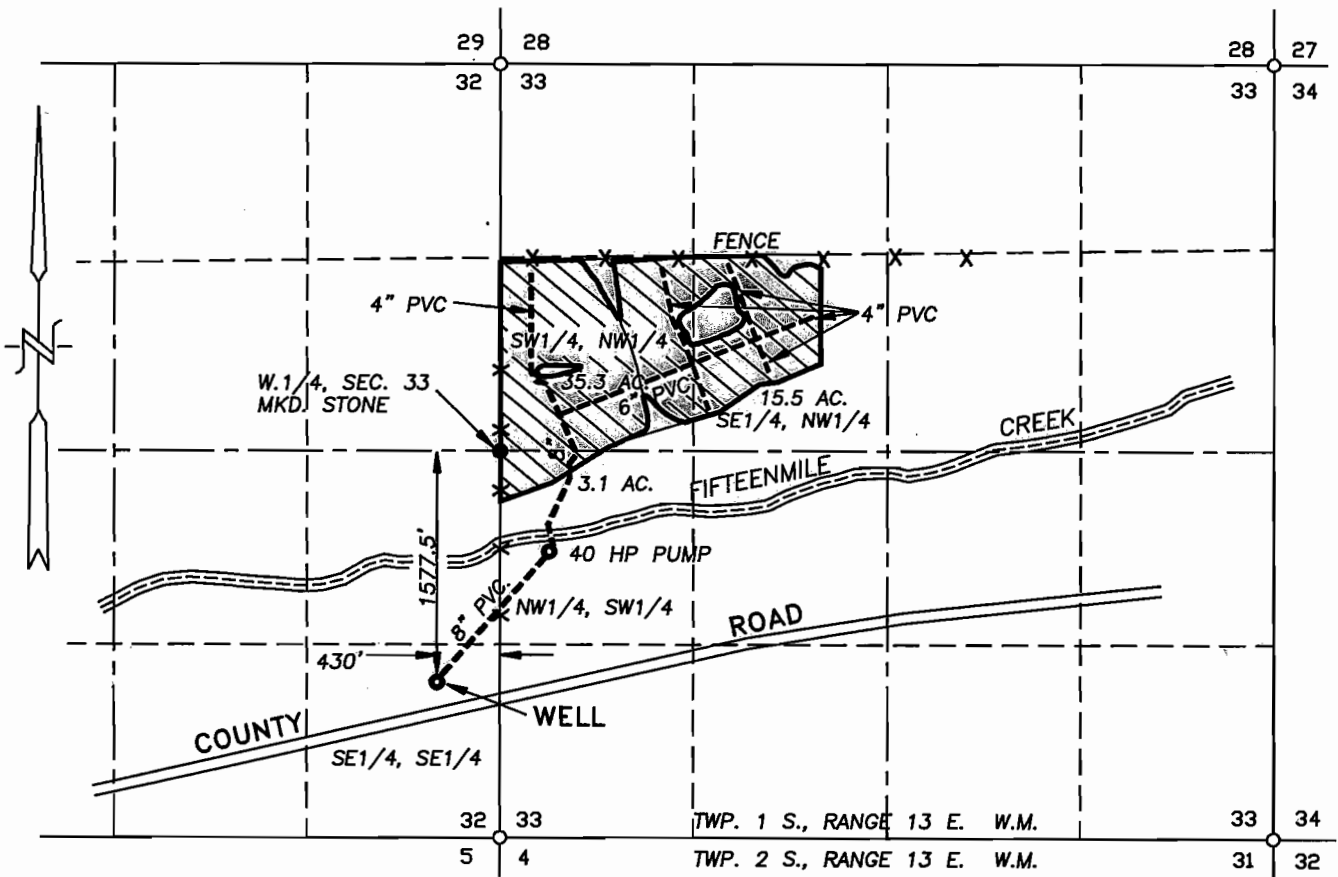 29 28
28 27
32 33
33 34
FENCE
4" PVC
4" PVC
SW1/4, NW1/4
W.1/4, SEC. 33
MKD. STONE
35.3 AC.
6" PVC
15.5 AC.
SE1/4, NW1/4
8"
CREEK
FIFTEENMILE
3.1 AC.
1577.5'
40 HP PUMP
8" PVC.
NW1/4, SW1/4
ROAD
430'
WELL
COUNTY
SE1/4, SE1/4
32 33
TWP. 1 S., RANGE 13 E. W.M.
33 34
5 4
TWP. 2 S., RANGE 13 E. W.M.
31 32
N